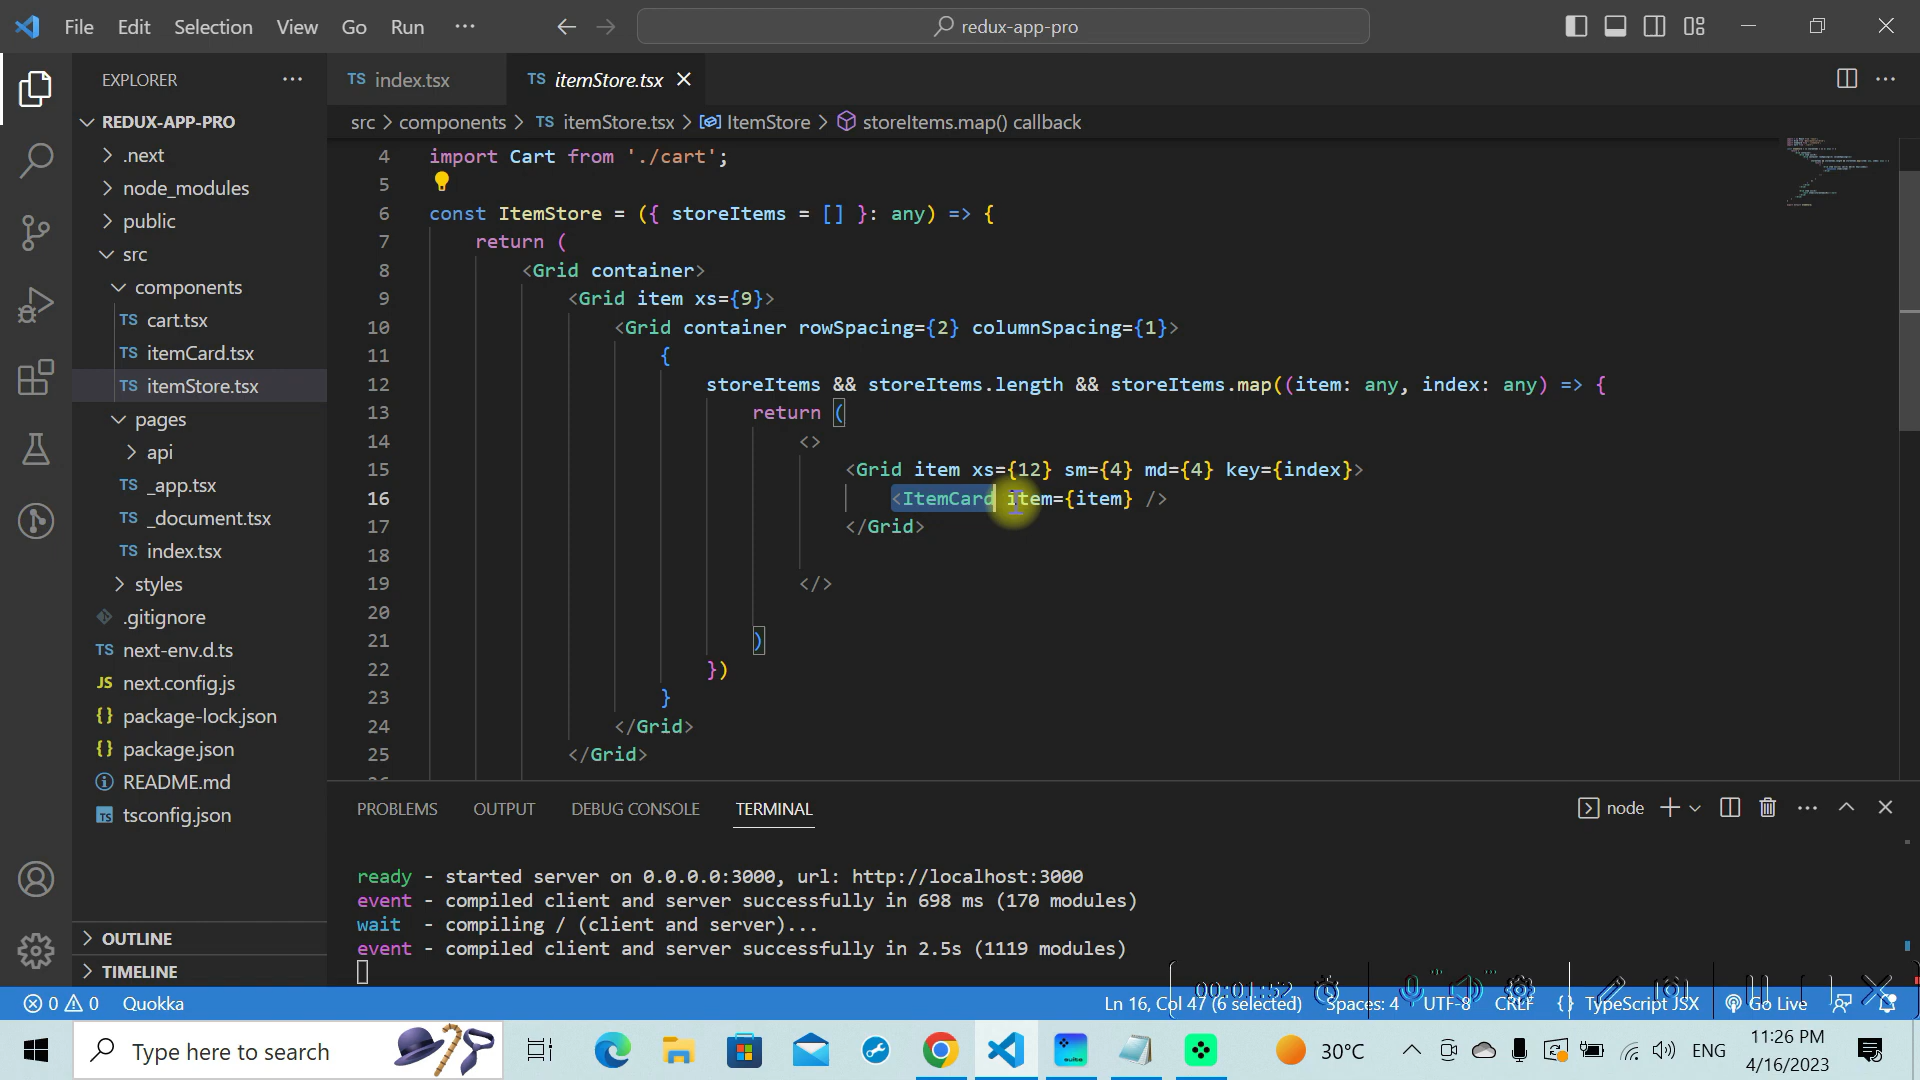 File Edit Selection View Go Run ··· redux-app-pro
EXPLORER ···
TS index.tsx TS itemStore.tsx
REDUX-APP-PRO
.next
node_modules
public
src
components
TS cart.tsx
TS itemCard.tsx
TS itemStore.tsx
pages
api
TS _app.tsx
TS _document.tsx
TS index.tsx
styles
.gitignore
TS next-env.d.ts
JS next.config.js
{} package-lock.json
{} package.json
README.md
TS tsconfig.json
OUTLINE
TIMELINE
src > components > TS itemStore.tsx > ItemStore > storeItems.map() callback
4 import Cart from './cart';
5
6 const ItemStore = ({ storeItems = [] }: any) => {
7 return (
8 <Grid container>
9 <Grid item xs={9}>
10 <Grid container rowSpacing={2} columnSpacing={1}>
11 {
12 storeItems && storeItems.length && storeItems.map((item: any, index: any) => {
13 return (
14 <>
15 <Grid item xs={12} sm={4} md={4} key={index}>
16 <ItemCard item={item} />
17 </Grid>
18
19 </>
20
21 )
22 })
23 }
24 </Grid>
25 </Grid>
PROBLEMS OUTPUT DEBUG CONSOLE TERMINAL node
ready - started server on 0.0.0.0:3000, url: http://localhost:3000
event - compiled client and server successfully in 698 ms (170 modules)
wait - compiling / (client and server)...
event - compiled client and server successfully in 2.5s (1119 modules)
00:01:52
0 0 Quokka Ln 16, Col 47 (6 selected) Spaces: 4 UTF-8 CRLF {} TypeScript JSX Go Live
Type here to search 30°C ENG 11:26 PM
4/16/2023